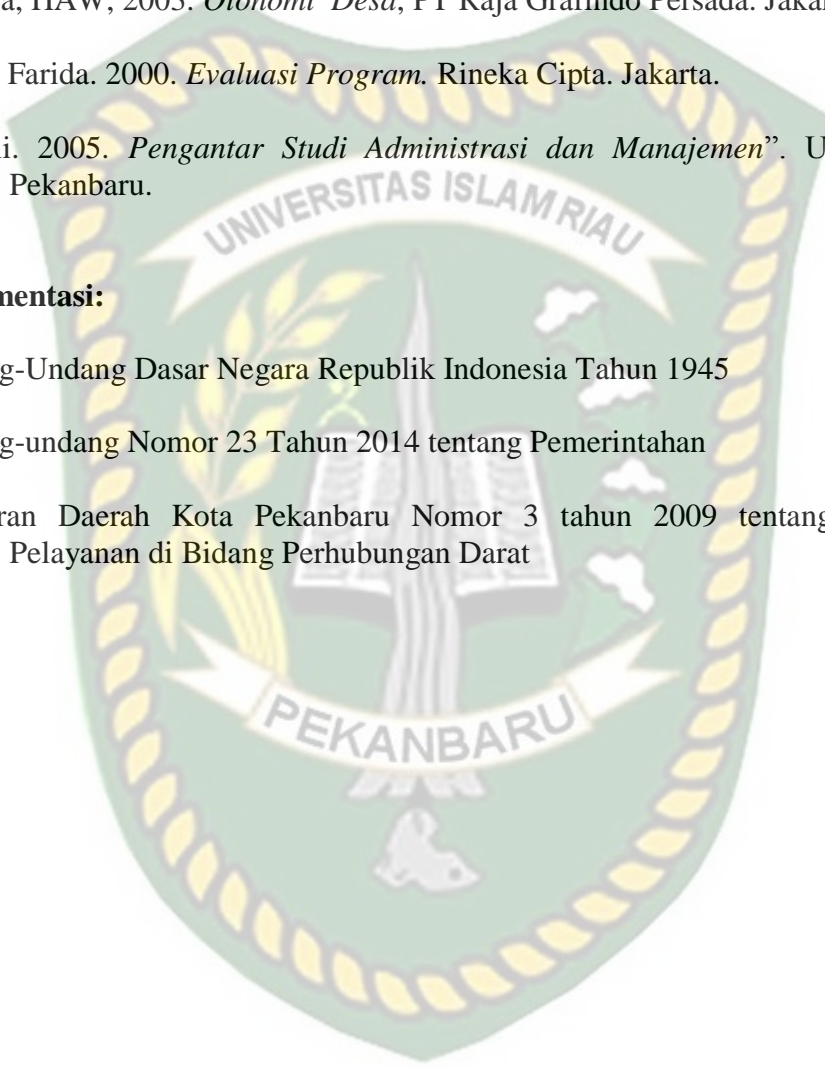 a, HAW, 2003. Otonomi Desa, PT Raja Grafindo Persada. Jakar
Farida. 2000. Evaluasi Program. Rineka Cipta. Jakarta.
i. 2005. Pengantar Studi Administrasi dan Manajemen”. U
Pekanbaru.
UNIVERSITAS ISLAM RIAU
mentasi:
g-Undang Dasar Negara Republik Indonesia Tahun 1945
g-undang Nomor 23 Tahun 2014 tentang Pemerintahan
ran Daerah Kota Pekanbaru Nomor 3 tahun 2009 tentang
Pelayanan di Bidang Perhubungan Darat
PEKANBARU